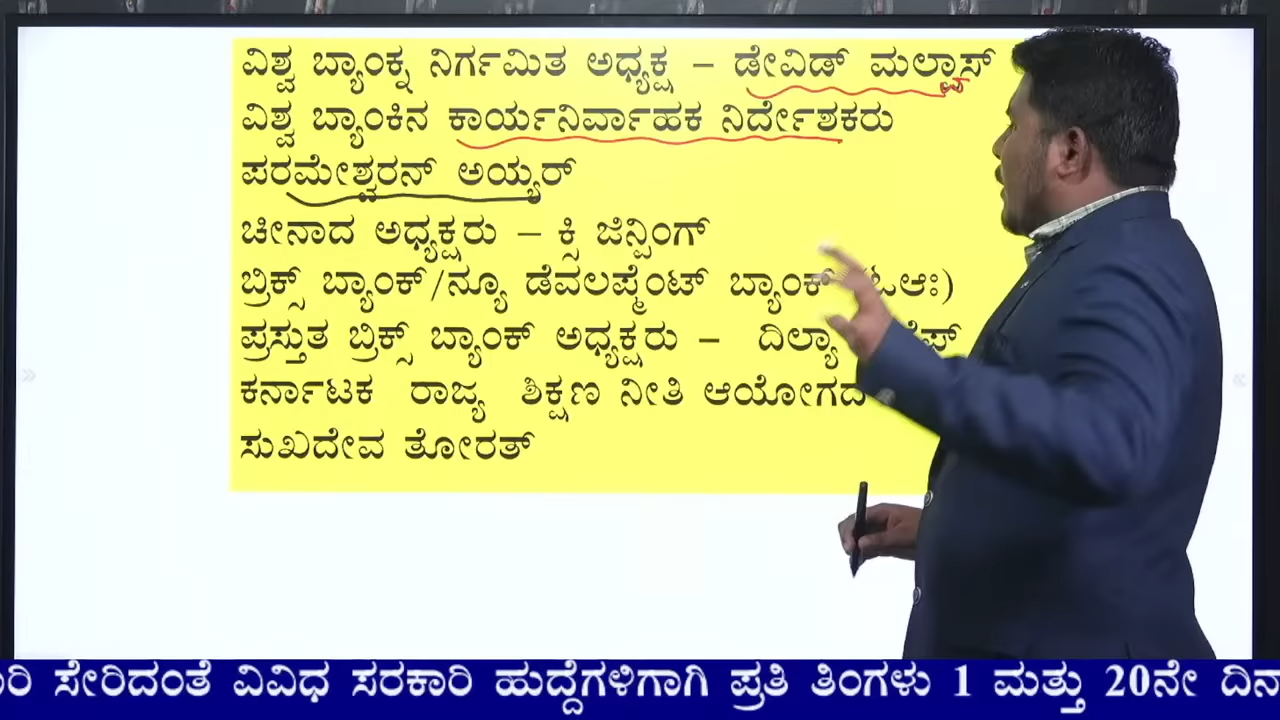 ವಿಶ್ವ ಬ್ಯಾಂಕ್ನ ನಿರ್ಗಮಿತ ಅಧ್ಯಕ್ಷ – ಡೇವಿಡ್ ಮಲ್ಪಾಸ್
ವಿಶ್ವ ಬ್ಯಾಂಕಿನ ಕಾರ್ಯನಿರ್ವಾಹಕ ನಿರ್ದೇಶಕರು
ಪರಮೇಶ್ವರನ್ ಅಯ್ಯರ್
ಚೀನಾದ ಅಧ್ಯಕ್ಷರು – ಕ್ಸಿ ಜಿನ್ಪಿಂಗ್
ಬ್ರಿಕ್ಸ್ ಬ್ಯಾಂಕ್/ನ್ಯೂ ಡೆವಲಪ್ಮೆಂಟ್ ಬ್ಯಾಂಕ್
ಪ್ರಸ್ತುತ ಬ್ರಿಕ್ಸ್ ಬ್ಯಾಂಕ್ ಅಧ್ಯಕ್ಷರು –
ಕರ್ನಾಟಕ ರಾಜ್ಯ ಶಿಕ್ಷಣ ನೀತಿ ಆಯೋಗದ
ಸುಖದೇವ ತೋರತ್
ಸೇರಿದಂತೆ ವಿವಿಧ ಸರಕಾರಿ ಹುದ್ದೆಗಳಿಗಾಗಿ ಪ್ರತಿ ತಿಂಗಳು 1 ಮತ್ತು 20ನೇ